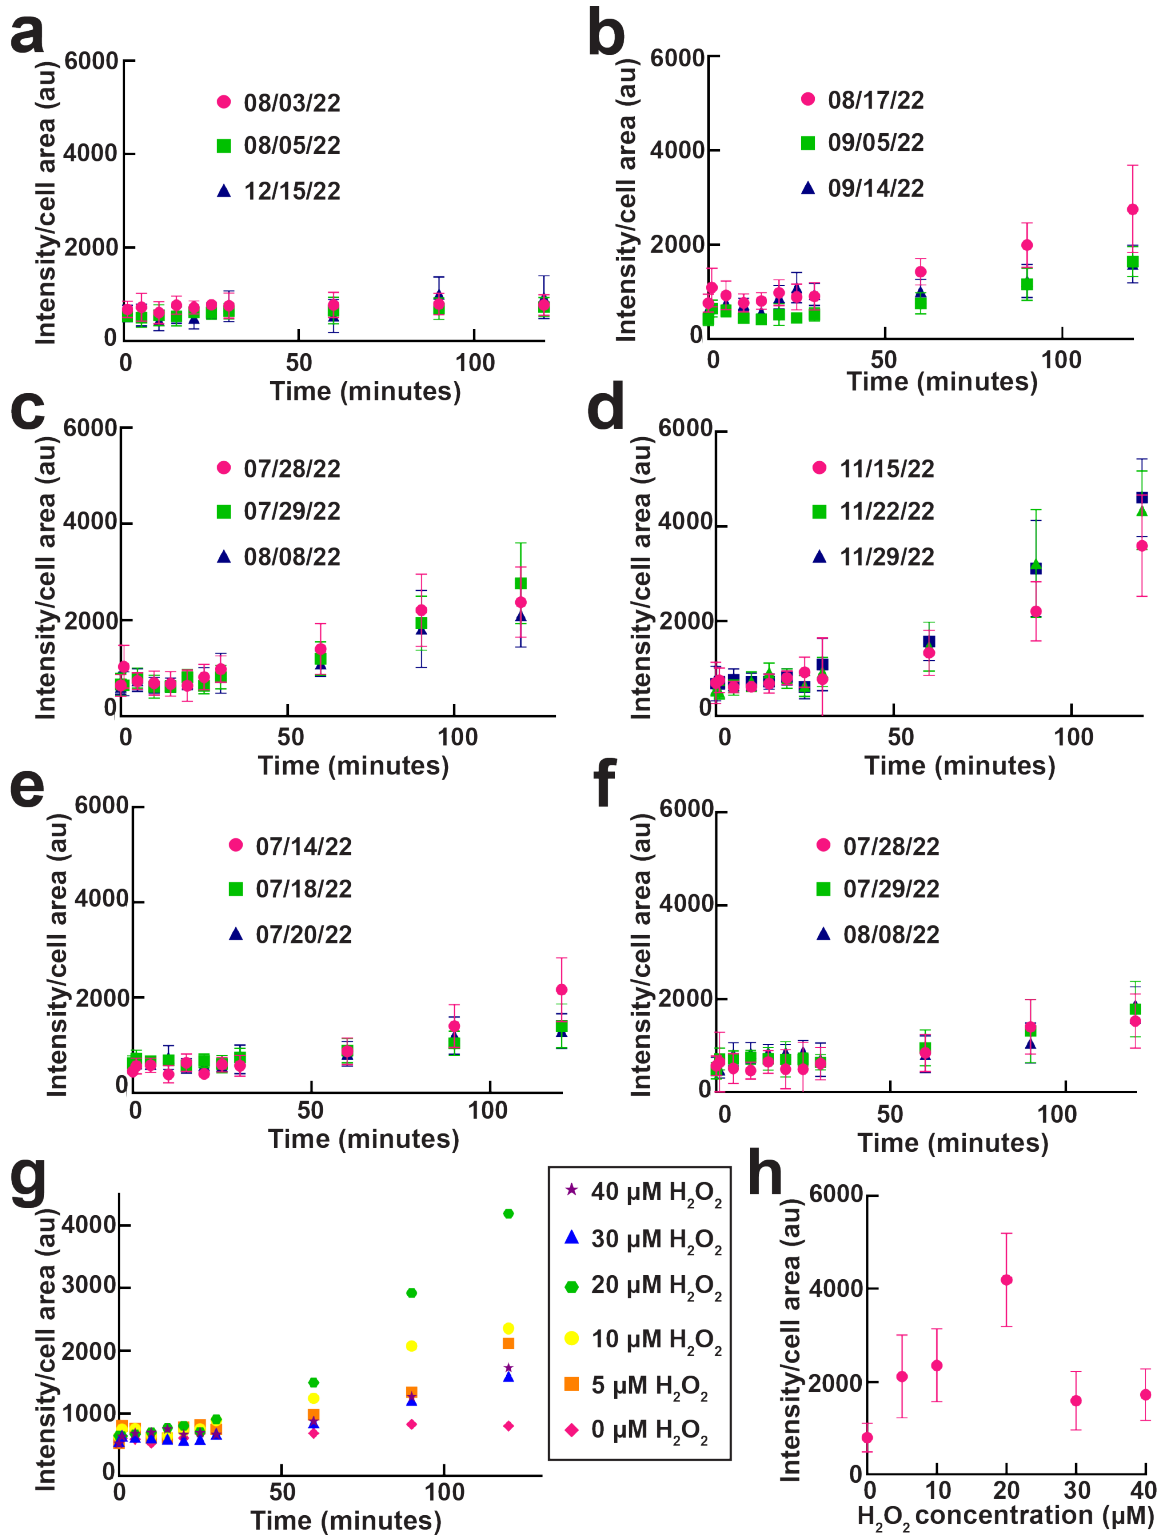 a
Intensity/cell area (au)
6000
4000
2000
0
08/03/22
08/05/22
12/15/22
0 50 100
Time (minutes)
b
Intensity/cell area (au)
6000
4000
2000
0
08/17/22
09/05/22
09/14/22
0 50 100
Time (minutes)
c
Intensity/cell area (au)
6000
4000
2000
0
07/28/22
07/29/22
08/08/22
0 50 100
Time (minutes)
d
Intensity/cell area (au)
6000
4000
2000
0
11/15/22
11/22/22
11/29/22
0 50 100
Time (minutes)
e
Intensity/cell area (au)
6000
4000
2000
0
07/14/22
07/18/22
07/20/22
0 50 100
Time (minutes)
f
Intensity/cell area (au)
6000
4000
2000
0
07/28/22
07/29/22
08/08/22
0 50 100
Time (minutes)
g
Intensity/cell area (au)
4000
3000
2000
1000
0
0 50 100
Time (minutes)
40 µM H₂O₂
30 µM H₂O₂
20 µM H₂O₂
10 µM H₂O₂
5 µM H₂O₂
0 µM H₂O₂
h
Intensity/cell area (au)
6000
4000
2000
0
0 10 20 30 40
H₂O₂ concentration (µM)